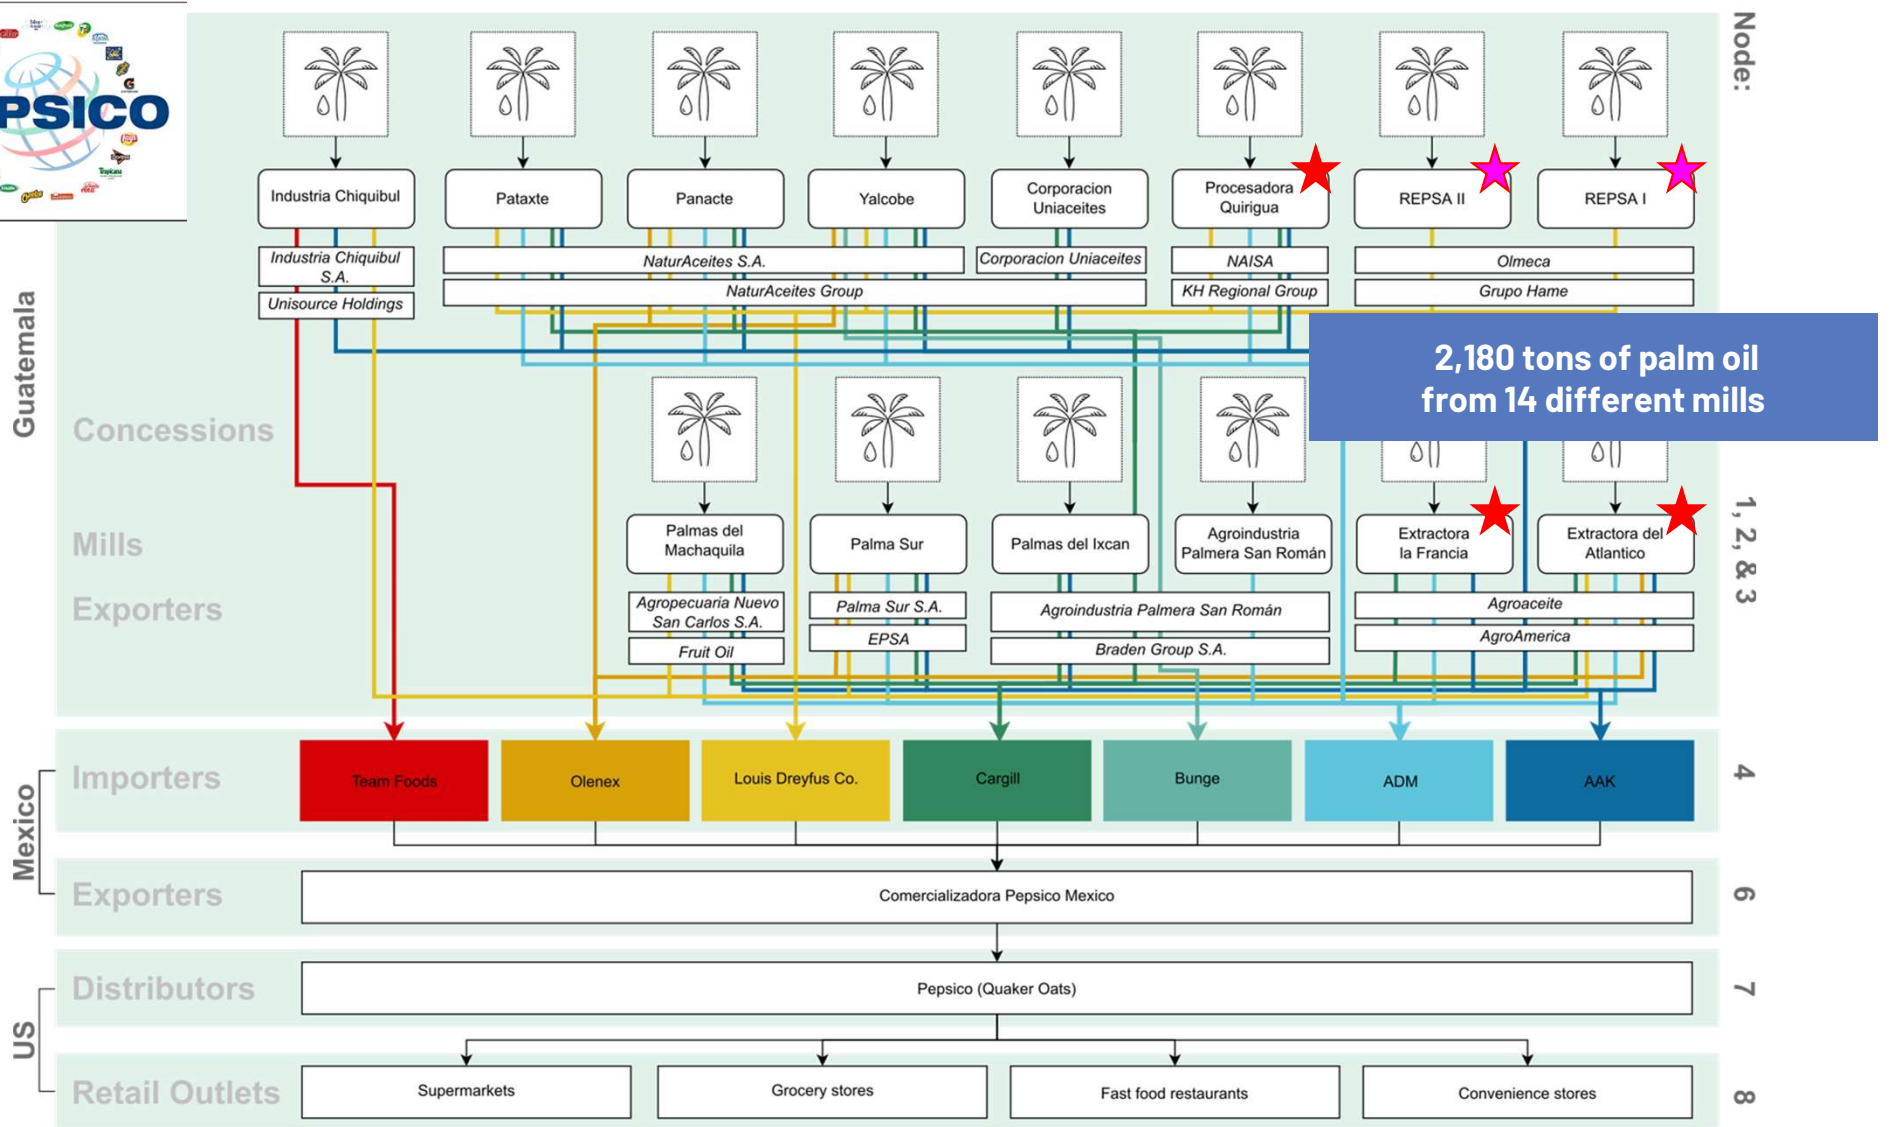 PSICO
Node:
Industria Chiquibul
Pataxte
Panacte
Yalcobe
Corporacion
Uniaceites
Procesadora
Quirigua
REPSA II
REPSA I
Industria Chiquibul
S.A.
Unisource Holdings
NaturAceites S.A.
Corporacion Uniaceites
NaturAceites Group
NAISA
KH Regional Group
Olmeca
Grupo Hame
2,180 tons of palm oil
from 14 different mills
Guatemala
Concessions
Mills
Exporters
Palmas del
Machaquila
Palma Sur
Palmas del Ixcan
Agroindustria
Palmera San Román
Extractora
la Francia
Extractora del
Atlantico
1, 2, & 3
Agropecuaria Nuevo
San Carlos S.A.
Fruit Oil
Palma Sur S.A.
EPSA
Agroindustria Palmera San Román
Braden Group S.A.
Agroaceite
AgroAmerica
Mexico
Importers
Team Foods
Olenex
Louis Dreyfus Co.
Cargill
Bunge
ADM
AAK
4
Exporters
Comercializadora Pepsico Mexico
6
US
Distributors
Pepsico (Quaker Oats)
7
Retail Outlets
Supermarkets
Grocery stores
Fast food restaurants
Convenience stores
8